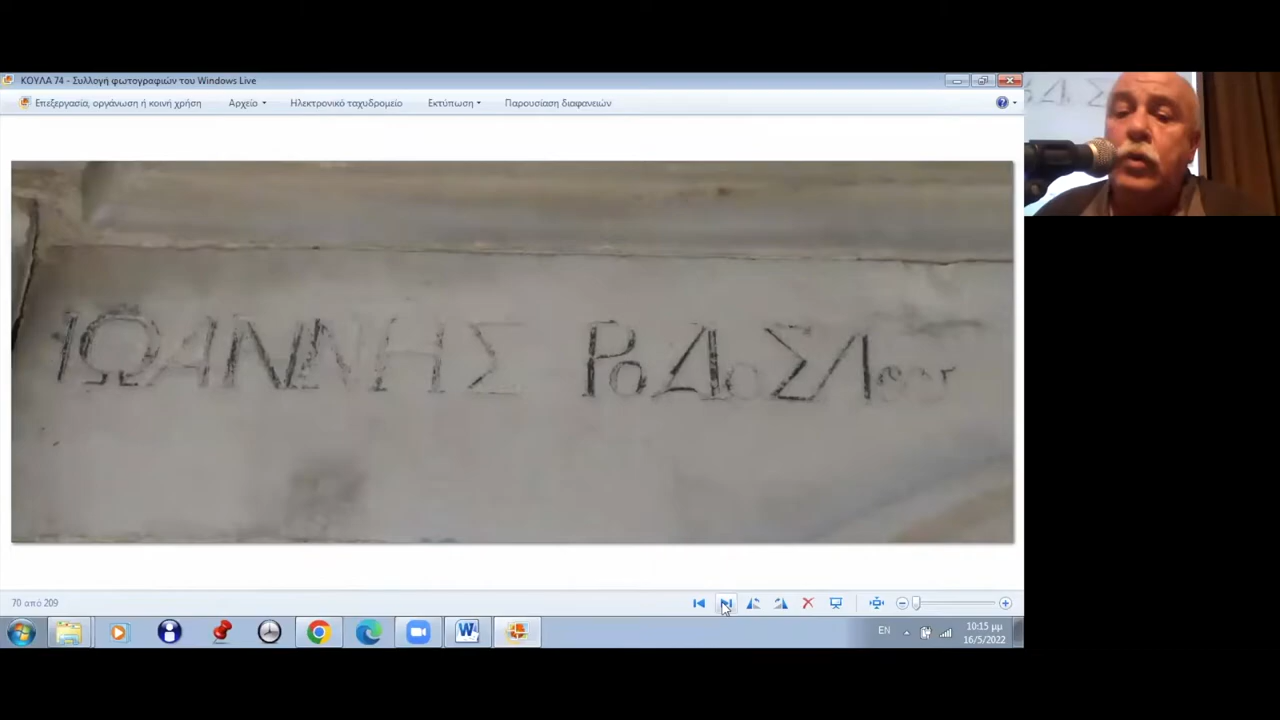 ΚΟΥΛΑ 74 - Συλλογή φωτογραφιών του Windows Live
Επεξεργασία, οργάνωση ή κοινή χρήση Αρχείο Ηλεκτρονικό ταχυδρομείο Εκτύπωση Παρουσίαση διαφανειών
ΙΩΑΝΝΗΣ
70 από 209
EN
10:15 μμ
16/5/2022